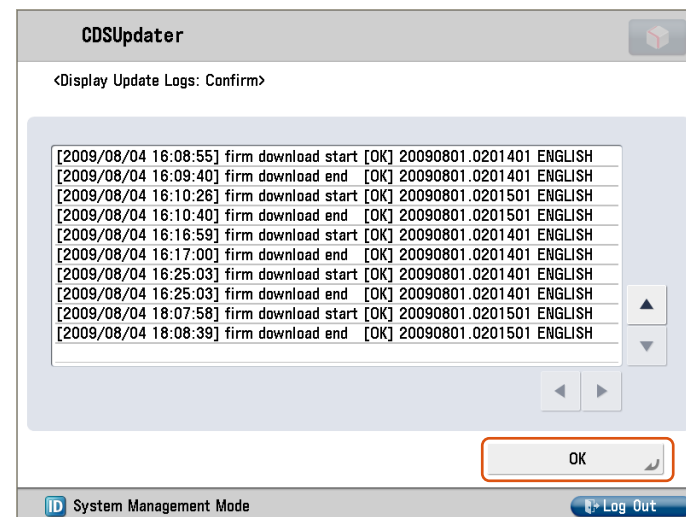 CDSUpdater
<Display Update Logs: Confirm>
[2009/08/04 16:08:55] firm download start [OK] 20090801.0201401 ENGLISH
[2009/08/04 16:09:40] firm download end [OK] 20090801.0201401 ENGLISH
[2009/08/04 16:10:26] firm download start [OK] 20090801.0201501 ENGLISH
[2009/08/04 16:10:40] firm download end [OK] 20090801.0201501 ENGLISH
[2009/08/04 16:16:59] firm download start [OK] 20090801.0201401 ENGLISH
[2009/08/04 16:17:00] firm download end [OK] 20090801.0201401 ENGLISH
[2009/08/04 16:25:03] firm download start [OK] 20090801.0201401 ENGLISH
[2009/08/04 16:25:03] firm download end [OK] 20090801.0201401 ENGLISH
[2009/08/04 18:07:58] firm download start [OK] 20090801.0201501 ENGLISH
[2009/08/04 18:08:39] firm download end [OK] 20090801.0201501 ENGLISH
OK
ID System Management Mode Log Out